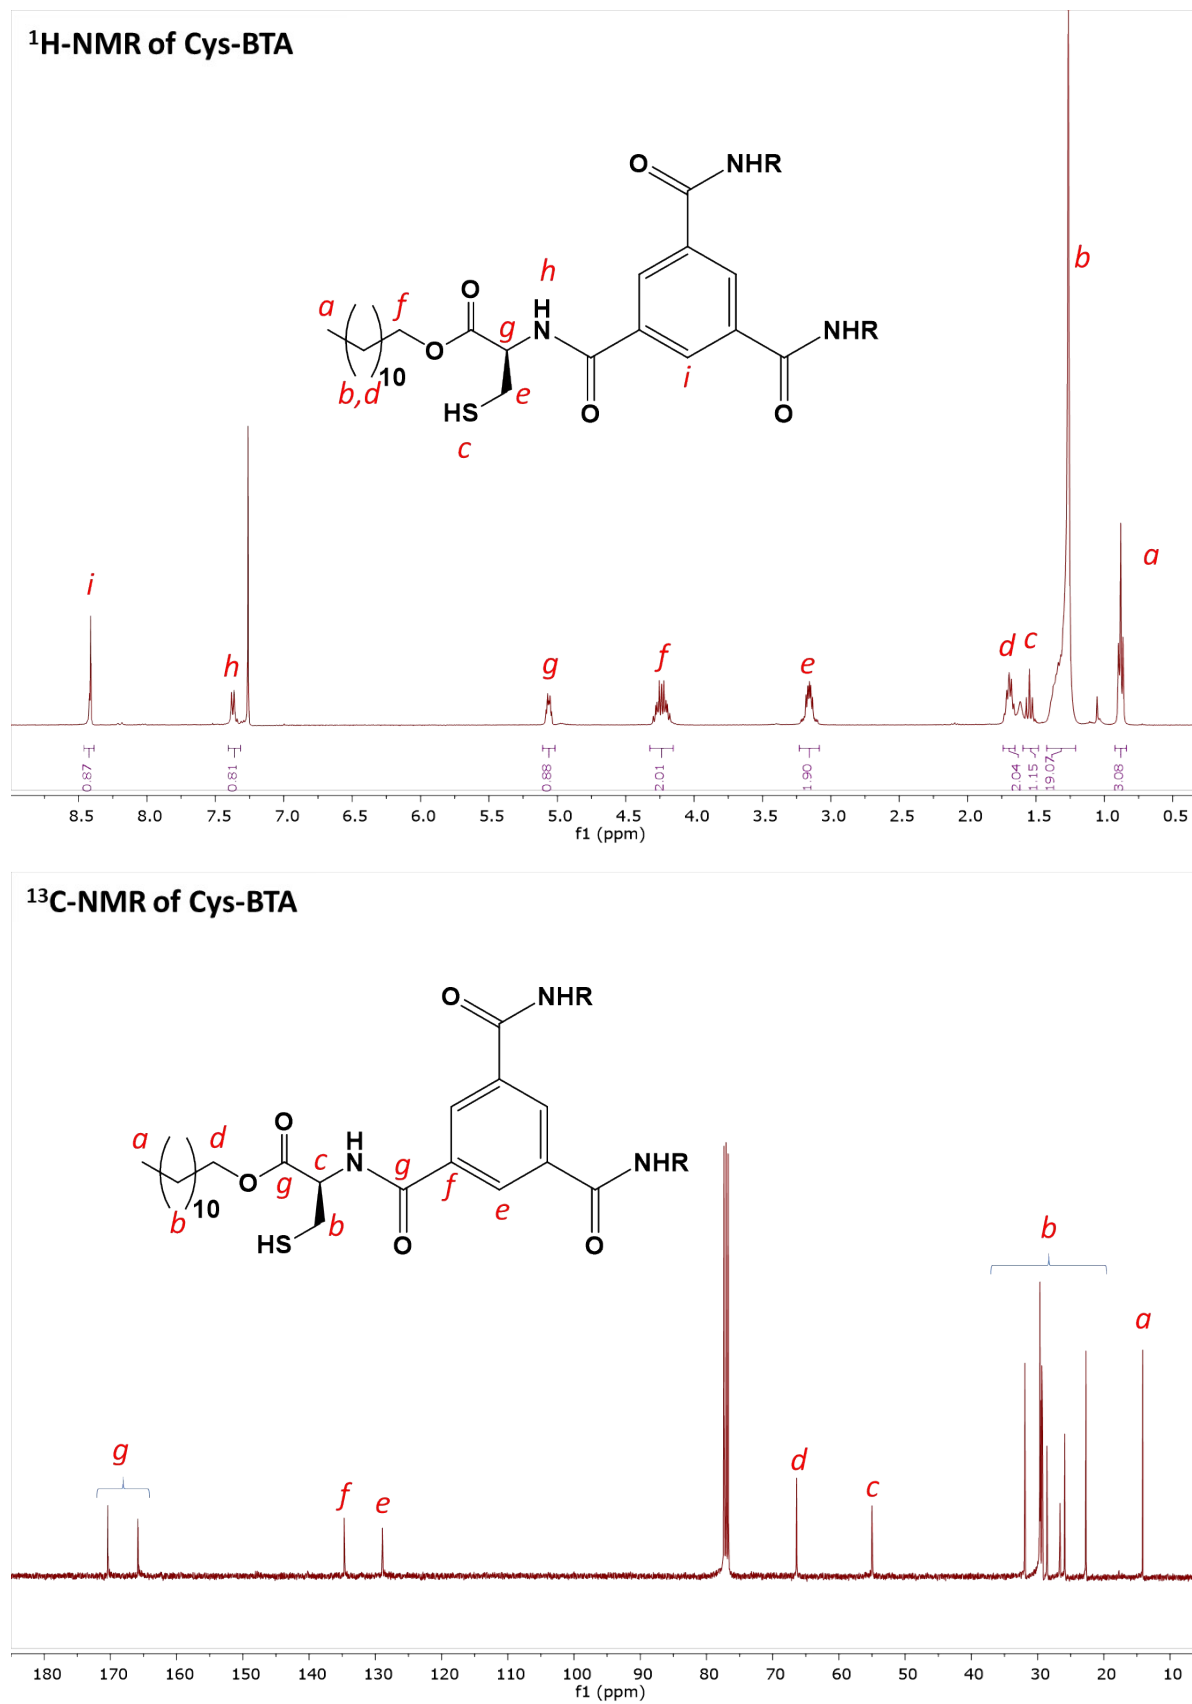 ¹H-NMR of Cys-BTA
O
NHR
b
h
a
f
O
H
N
g
O
10
b,d
NHR
i
e
HS
O
O
c
i
h
g
f
e
d
c
a
0.87
0.81
0.88
2.01
1.90
2.04
1.15
19.07
3.08
8.5 8.0 7.5 7.0 6.5 6.0 5.5 5.0 4.5 4.0 3.5 3.0 2.5 2.0 1.5 1.0 0.5
f1 (ppm)
¹³C-NMR of Cys-BTA
O
NHR
a
d
O
H
N
c
g
g
O
10
b
f
e
NHR
HS
b
O
O
b
a
g
f
e
d
c
180 170 160 150 140 130 120 110 100 90 80 70 60 50 40 30 20 10
f1 (ppm)